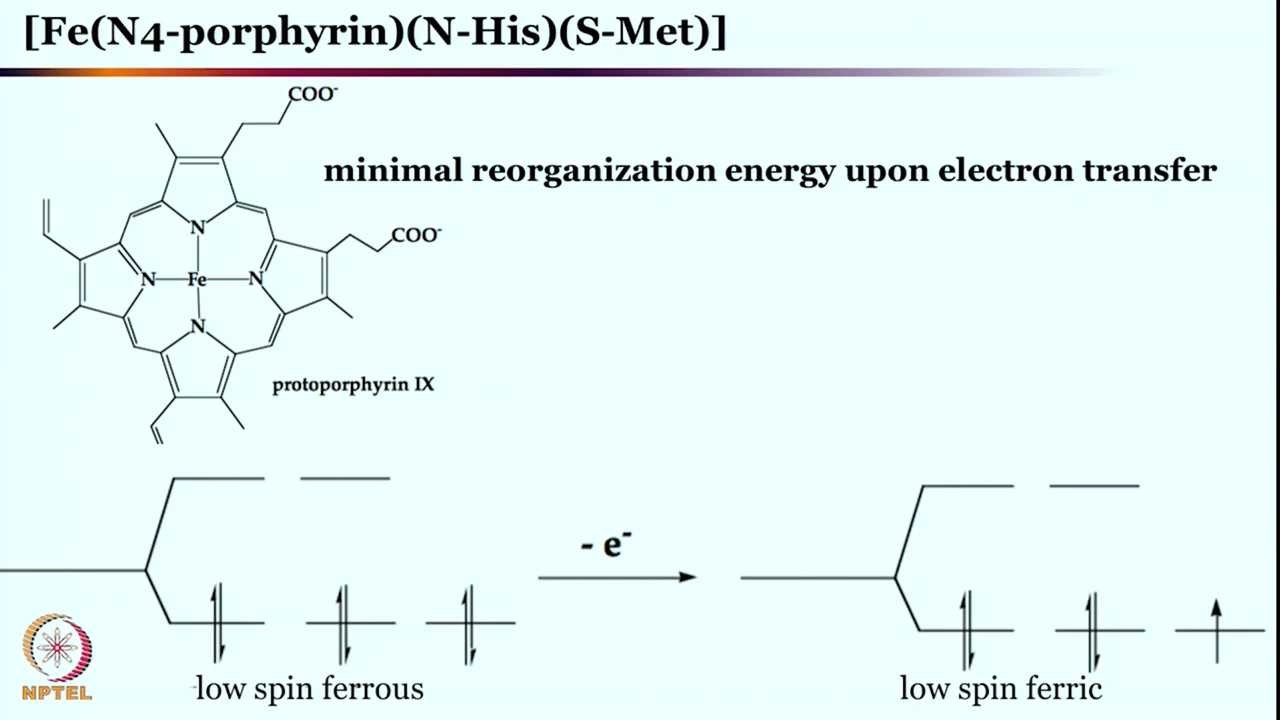 [Fe(N4-porphyrin)(N-His)(S-Met)]
COO-
minimal reorganization energy upon electron transfer
COO-
N
N Fe N
N
protoporphyrin IX
- e-
low spin ferrous
low spin ferric
NPTEL